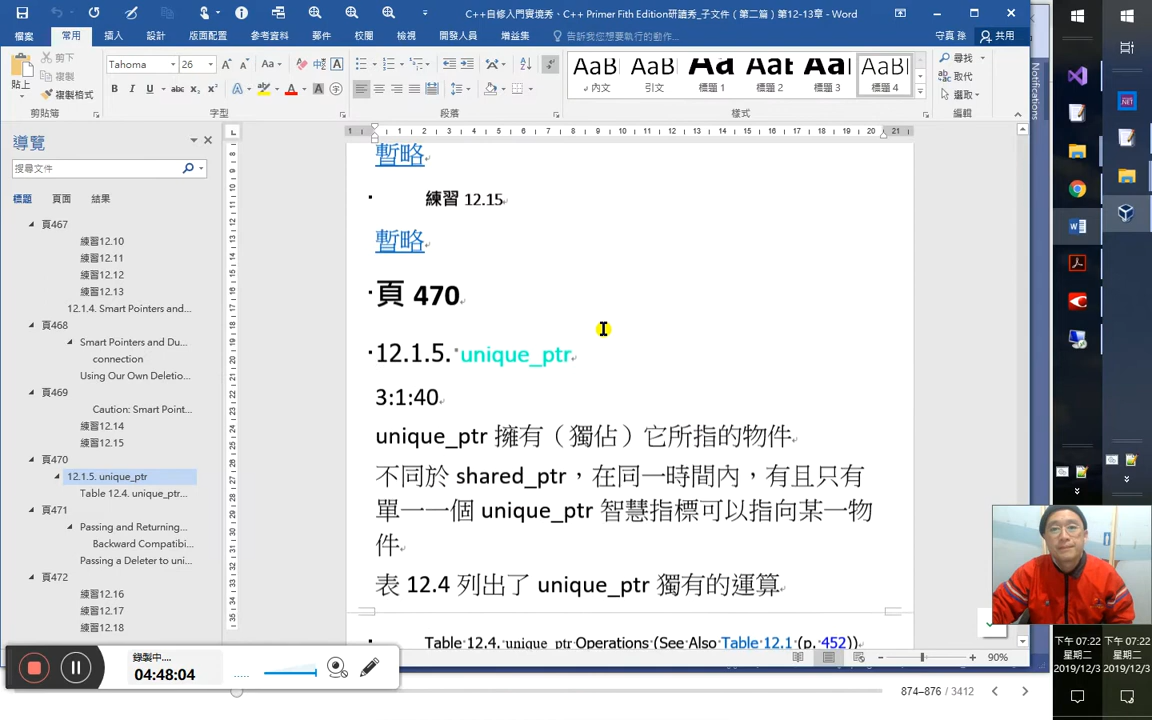 C++自修入門實境秀、C++ Primer Fith Edition研讀秀_子文件（第二篇）第12-13章 - Word
檔案 常用 插入 設計 版面配置 參考資料 郵件 校閱 檢視 開發人員 增益集 告訴我您想要執行的動作... 守真 孫 共用
貼上 剪下 Tahoma 26 尋找
複製 取代
複製格式 選取
AaB AaB Aa AaB AaB AaB
內文 引文 標題 1 標題 2 標題 3 標題 4
剪貼簿 字型 段落 樣式 編輯
Notifications
導覽
搜尋文件
標題 頁面 結果
頁467
練習12.10
練習12.11
練習12.12
練習12.13
12.1.4. Smart Pointers and...
頁468
Smart Pointers and Du...
connection
Using Our Own Deletio...
頁469
Caution: Smart Point...
練習12.14
練習12.15
頁470
12.1.5. unique_ptr
Table 12.4. unique_ptr...
頁471
Passing and Returning...
Backward Compatibi...
Passing a Deleter to uni...
頁472
練習12.16
練習12.17
練習12.18
暫略
練習 12.15
暫略
頁 470
12.1.5. unique_ptr
3:1:40
unique_ptr 擁有（獨佔）它所指的物件
不同於 shared_ptr，在同一時間內，有且只有
單一一個 unique_ptr 智慧指標可以指向某一物
件
表 12.4 列出了 unique_ptr 獨有的運算
Table 12.4. unique_ptr Operations (See Also Table 12.1 (p. 452))
90%
錄製中....
04:48:04
874–876 / 3412
下午 07:22 下午 07:22
星期二 星期二
2019/12/3 2019/12/3